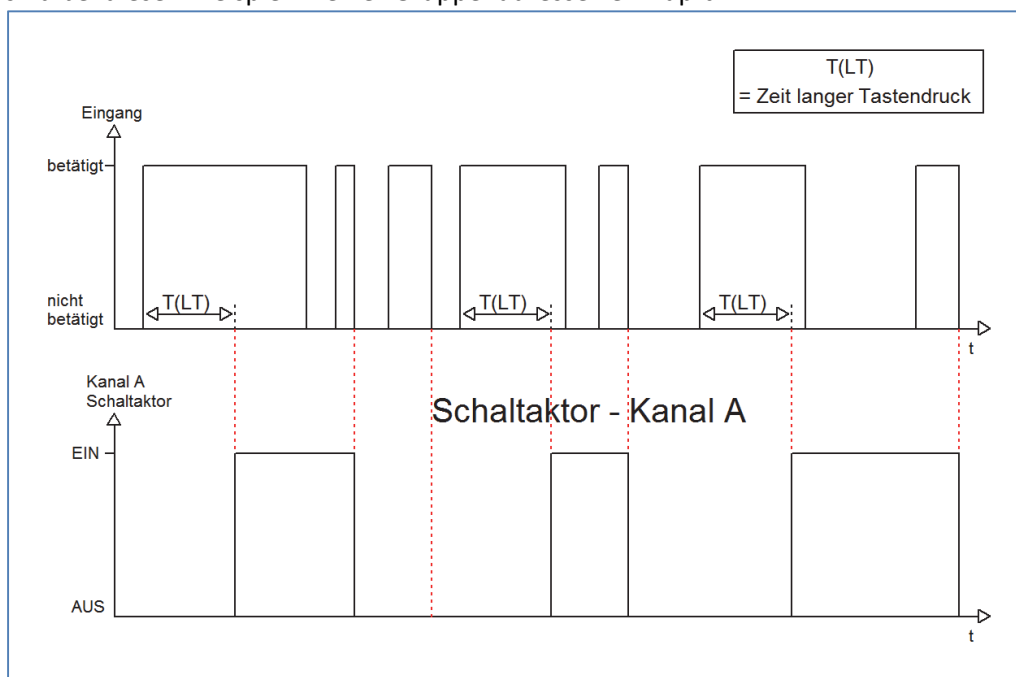 T(LT)
= Zeit langer Tastendruck
Eingang
betätigt
nicht
betätigt
T(LT)
T(LT)
T(LT)
t
Kanal A
Schaltaktor
Schaltaktor - Kanal A
EIN
AUS
t